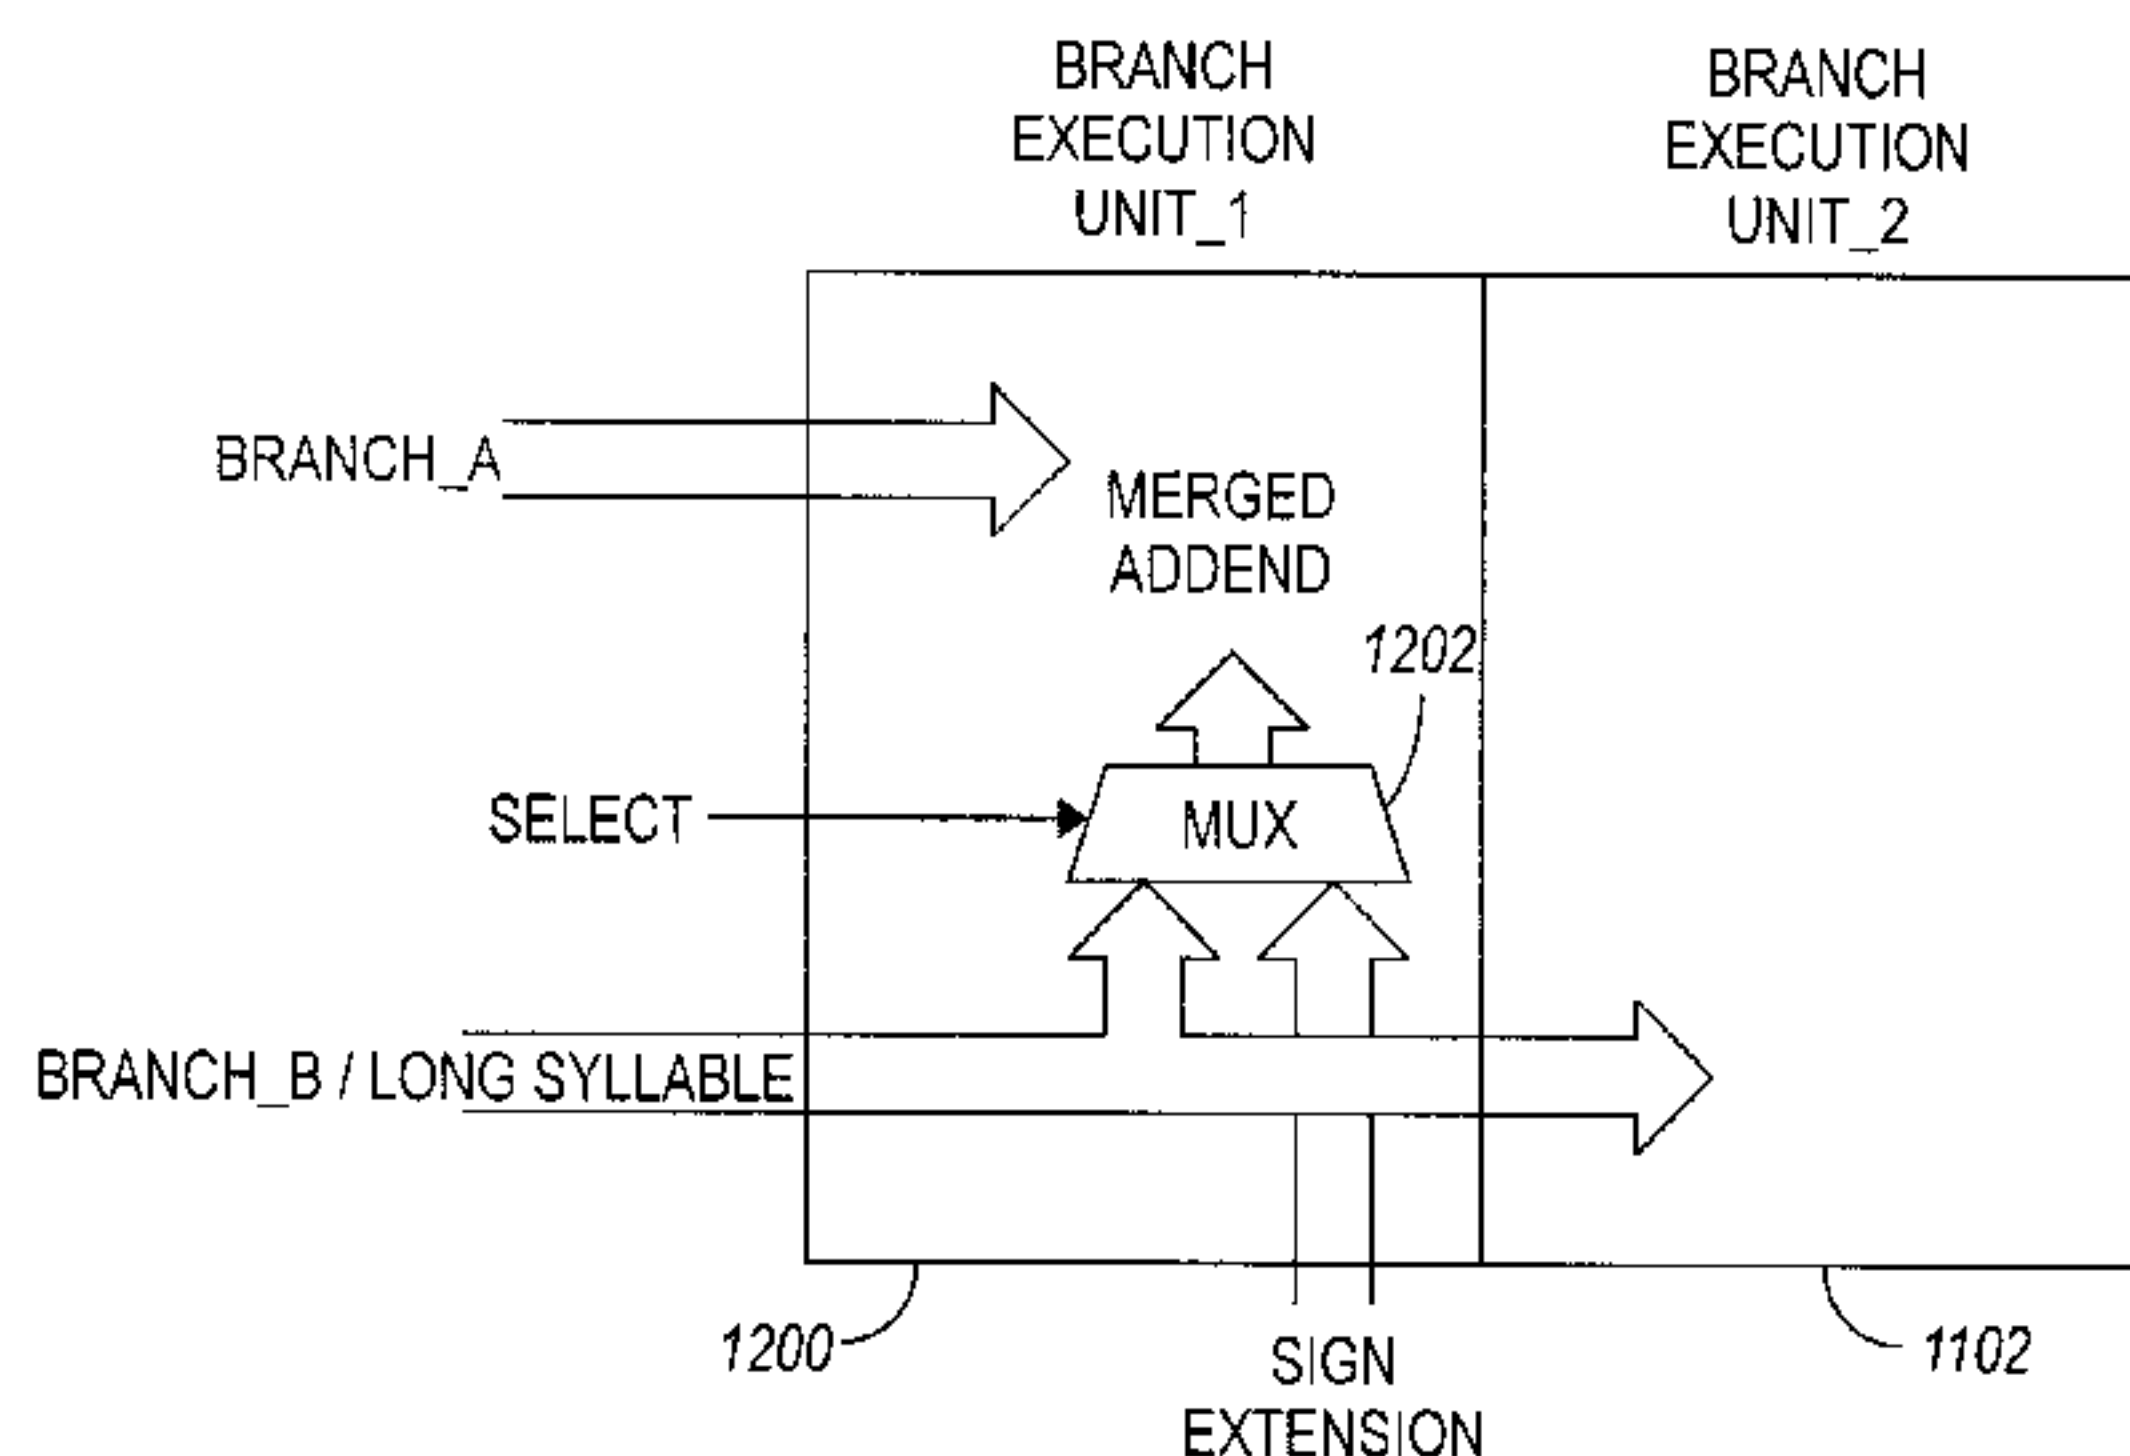 BRANCH
EXECUTION
UNIT_1
BRANCH
EXECUTION
UNIT_2
BRANCH_A
MERGED
ADDEND
1202
SELECT
MUX
BRANCH_B / LONG SYLLABLE
1200
SIGN
EXTENSION
1102